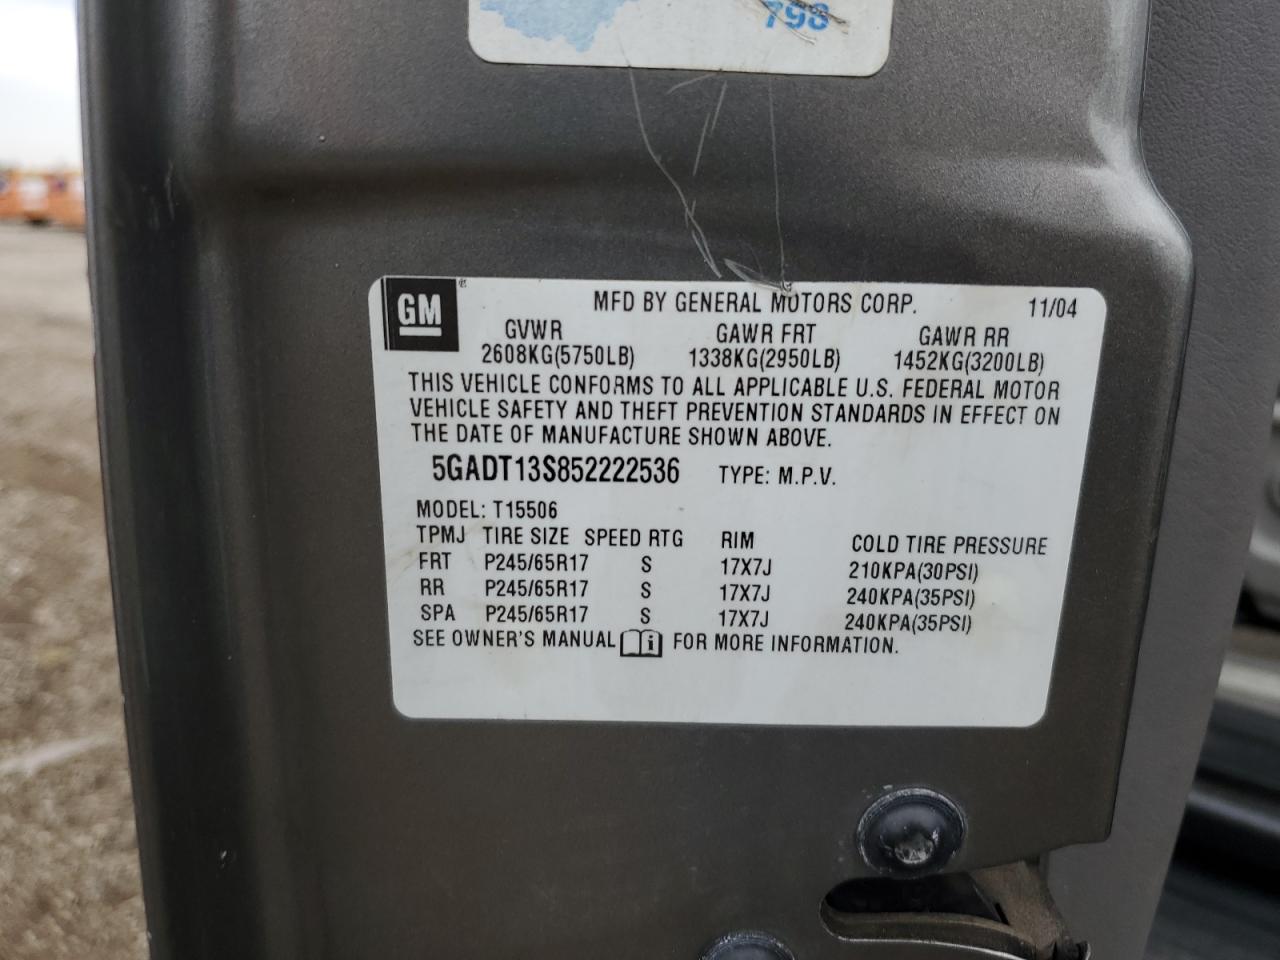 798
GM ® MFD BY GENERAL MOTORS CORP. 11/04
GVWR GAWR FRT GAWR RR
2608KG(5750LB) 1338KG(2950LB) 1452KG(3200LB)
THIS VEHICLE CONFORMS TO ALL APPLICABLE U.S. FEDERAL MOTOR
VEHICLE SAFETY AND THEFT PREVENTION STANDARDS IN EFFECT ON
THE DATE OF MANUFACTURE SHOWN ABOVE.
5GADT13S852222536 TYPE: M.P.V.
MODEL: T15506
TPMJ TIRE SIZE SPEED RTG RIM COLD TIRE PRESSURE
FRT P245/65R17 S 17X7J 210KPA(30PSI)
RR P245/65R17 S 17X7J 240KPA(35PSI)
SPA P245/65R17 S 17X7J 240KPA(35PSI)
SEE OWNER'S MANUAL i FOR MORE INFORMATION.